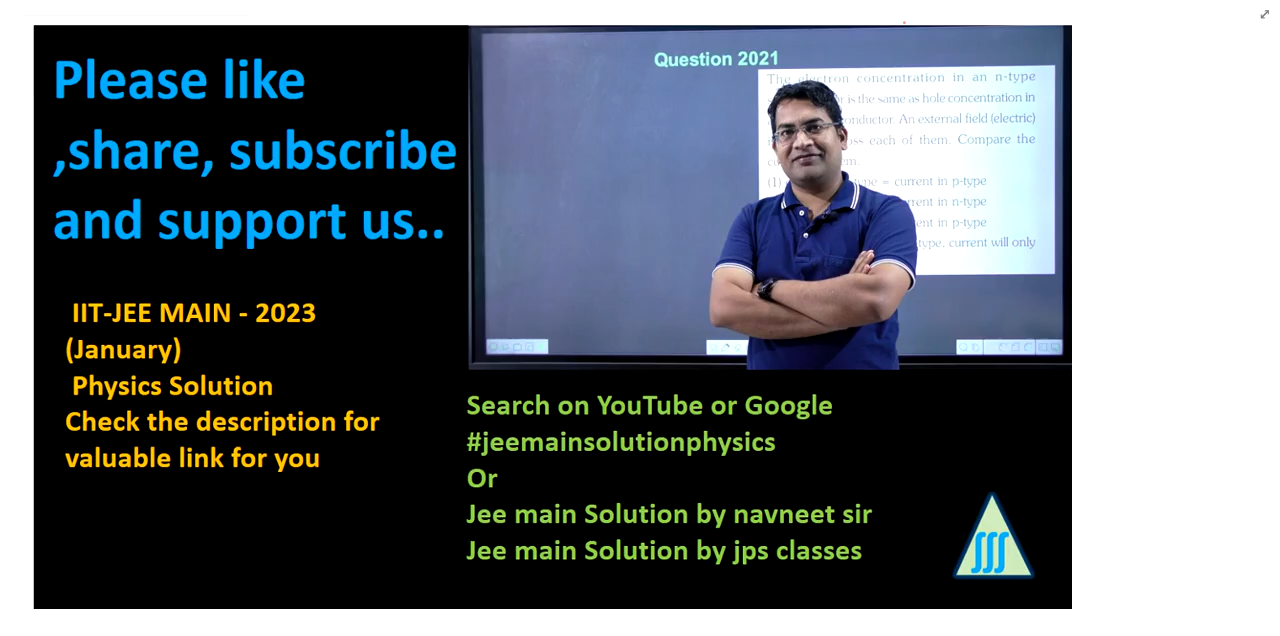 Please like
,share, subscribe
and support us..
IIT-JEE MAIN - 2023
(January)
Physics Solution
Check the description for
valuable link for you
Question 2021
The electron concentration in an n-type
is the same as hole concentration in
An external field (electric)
each of them. Compare the
(1) = current in p-type
in n-type
in p-type
current will only
Search on YouTube or Google
#jeemainsolutionphysics
Or
Jee main Solution by navneet sir
Jee main Solution by jps classes
∫∫∫